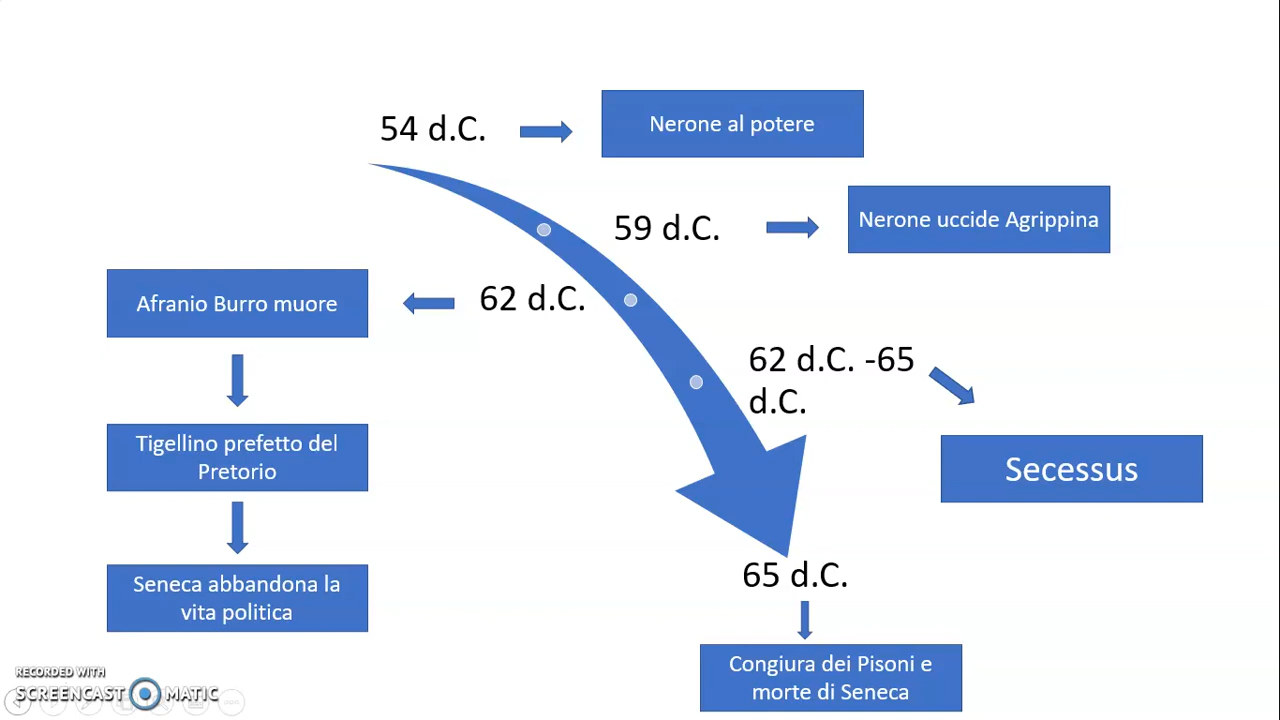 54 d.C.
Nerone al potere
59 d.C.
Nerone uccide Agrippina
62 d.C.
Afranio Burro muore
Tigellino prefetto del
Pretorio
Seneca abbandona la
vita politica
62 d.C. -65
d.C.
Secessus
65 d.C.
Congiura dei Pisoni e
morte di Seneca
RECORDED WITH
SCREENCAST MATIC